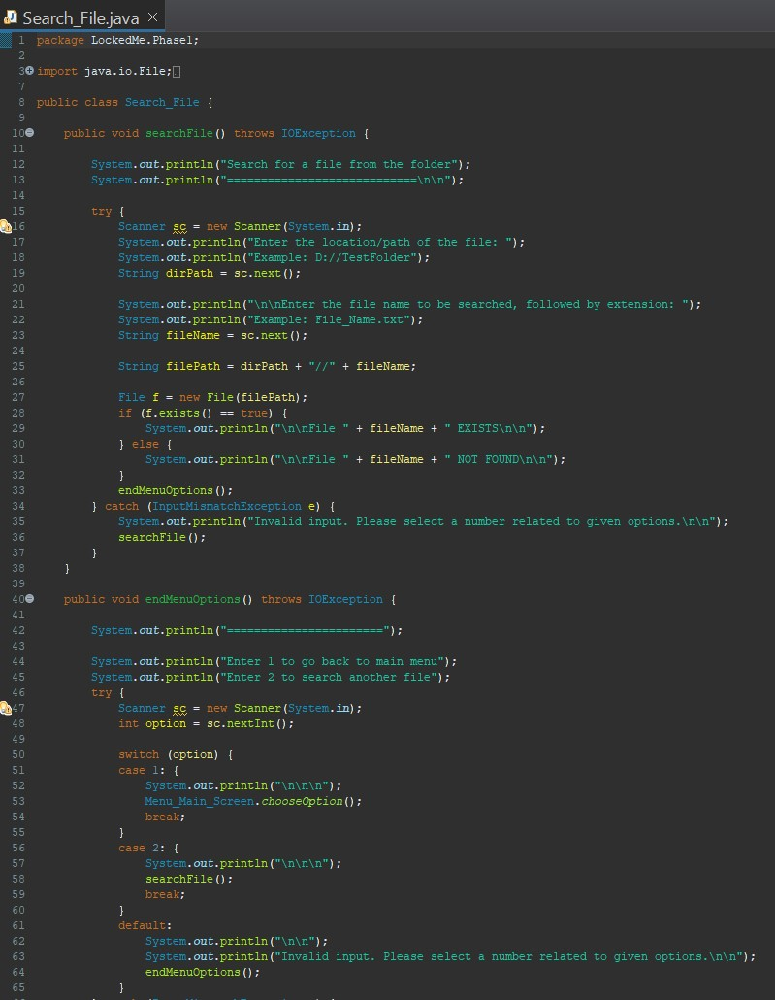 Search_File.java
1 package LockedMe.Phase1;
2
3 import java.io.File;
7
8 public class Search_File {
9
10 public void searchFile() throws IOException {
11
12 System.out.println("Search for a file from the folder");
13 System.out.println("============================\n\n");
14
15 try {
16 Scanner sc = new Scanner(System.in);
17 System.out.println("Enter the location/path of the file: ");
18 System.out.println("Example: D://TestFolder");
19 String dirPath = sc.next();
20
21 System.out.println("\n\nEnter the file name to be searched, followed by extension: ");
22 System.out.println("Example: File_Name.txt");
23 String fileName = sc.next();
24
25 String filePath = dirPath + "//" + fileName;
26
27 File f = new File(filePath);
28 if (f.exists() == true) {
29 System.out.println("\n\nFile " + fileName + " EXISTS\n\n");
30 } else {
31 System.out.println("\n\nFile " + fileName + " NOT FOUND\n\n");
32 }
33 endMenuOptions();
34 } catch (InputMismatchException e) {
35 System.out.println("Invalid input. Please select a number related to given options.\n\n");
36 searchFile();
37 }
38 }
39
40 public void endMenuOptions() throws IOException {
41
42 System.out.println("=======================");
43
44 System.out.println("Enter 1 to go back to main menu");
45 System.out.println("Enter 2 to search another file");
46 try {
47 Scanner sc = new Scanner(System.in);
48 int option = sc.nextInt();
49
50 switch (option) {
51 case 1: {
52 System.out.println("\n\n\n");
53 Menu_Main_Screen.chooseOption();
54 break;
55 }
56 case 2: {
57 System.out.println("\n\n\n");
58 searchFile();
59 break;
60 }
61 default:
62 System.out.println("\n\n");
63 System.out.println("Invalid input. Please select a number related to given options.\n\n");
64 endMenuOptions();
65 }